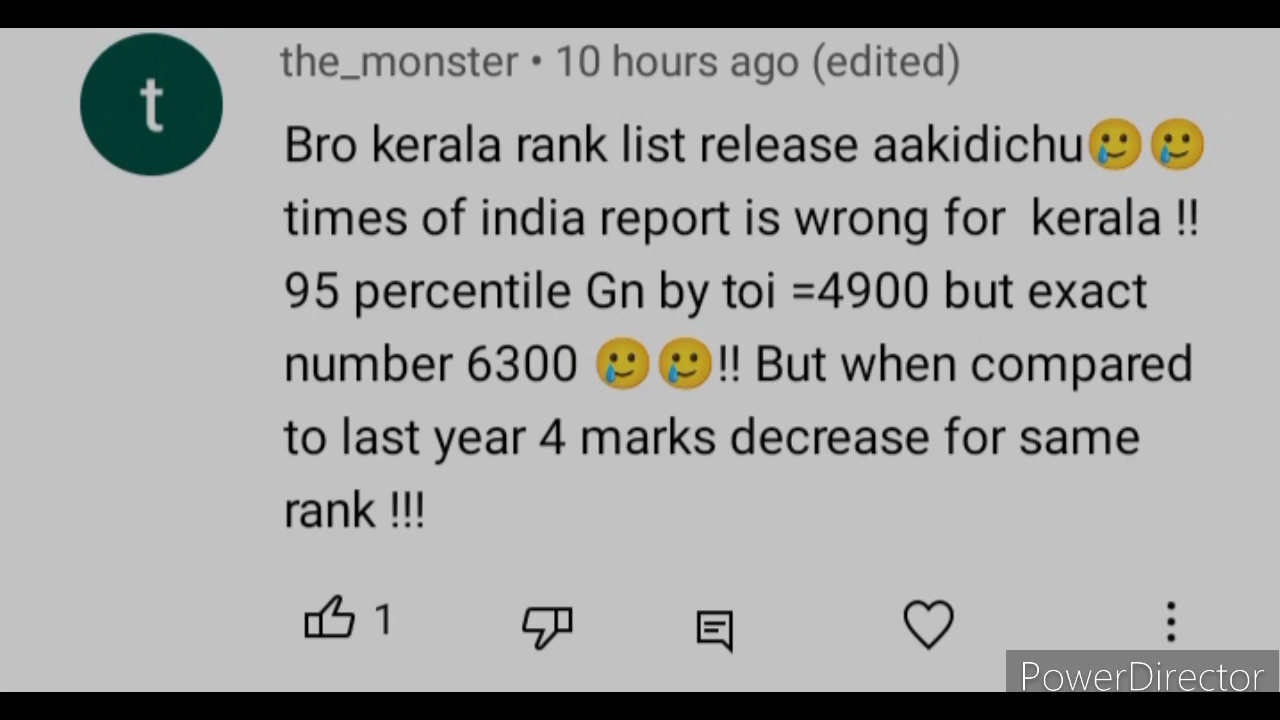 t
the_monster • 10 hours ago (edited)
Bro kerala rank list release aakidichu🥲🥲
times of india report is wrong for kerala !!
95 percentile Gn by toi =4900 but exact
number 6300 🥲🥲!! But when compared
to last year 4 marks decrease for same
rank !!!
1
PowerDirector